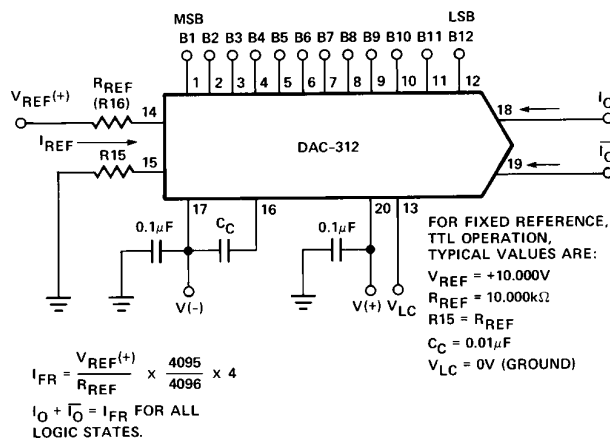 MSB LSB
B1 B2 B3 B4 B5 B6 B7 B8 B9 B10 B11 B12
1 2 3 4 5 6 7 8 9 10 11 12
VREF(+)
RREF
(R16)
14
IREF
R15
15
DAC-312
18
IO
19
I̅O̅
17
16
20
13
0.1μF
CC
0.1μF
V(-)
V(+)
VLC
FOR FIXED REFERENCE,
TTL OPERATION,
TYPICAL VALUES ARE:
VREF = +10.000V
RREF = 10.000kΩ
R15 = RREF
CC = 0.01μF
VLC = 0V (GROUND)
IFR = VREF(+)/RREF x 4095/4096 x 4
IO + I̅O̅ = IFR FOR ALL
LOGIC STATES.